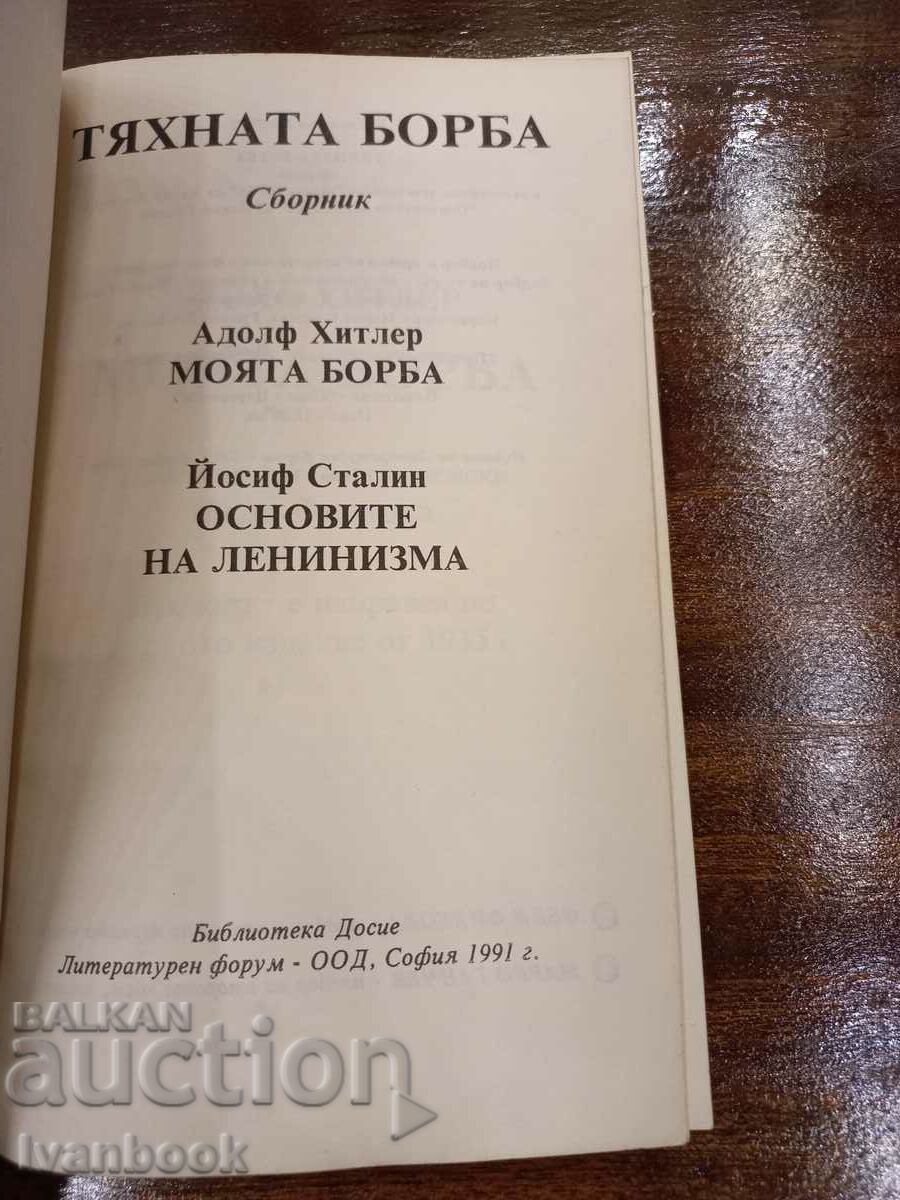 ТЯХНАТА БОРБА
Сборник
Адолф Хитлер
МОЯТА БОРБА
Йосиф Сталин
ОСНОВИТЕ
НА ЛЕНИНИЗМА
Библиотека Досие
Литературен форум - ООД, София 1991 г.
BALKAN
auction
Ivanbook